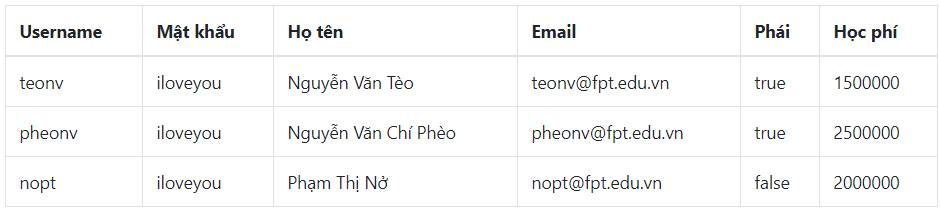 Username Mật khẩu Họ tên Email Phái Học phí
teonv iloveyou Nguyễn Văn Tèo teonv@fpt.edu.vn true 1500000
pheonv iloveyou Nguyễn Văn Chí Phèo pheonv@fpt.edu.vn true 2500000
nopt iloveyou Phạm Thị Nở nopt@fpt.edu.vn false 2000000